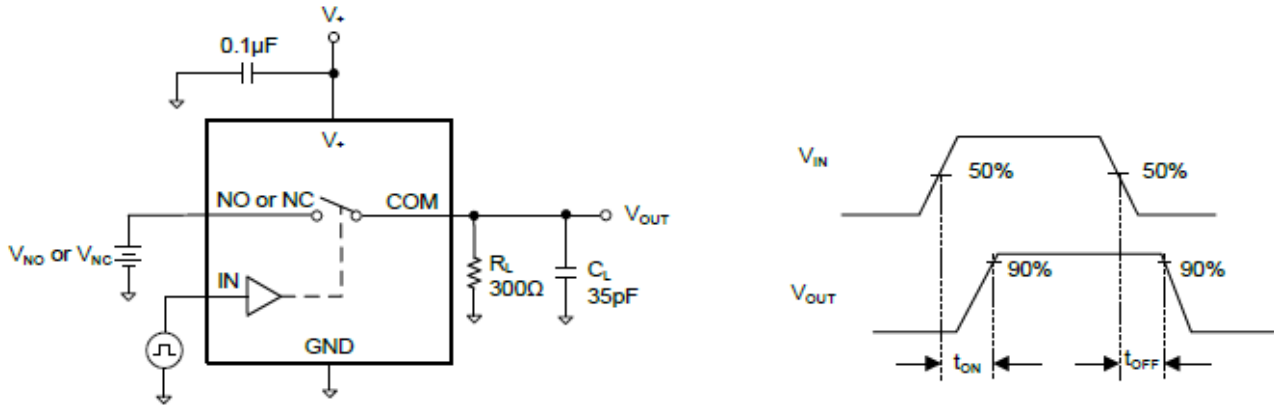 V+
0.1µF
V+
NO or NC
COM
VOUT
VNO or VNC
IN
RL
300Ω
CL
35pF
GND
VIN
50%
50%
90%
90%
VOUT
tON
tOFF